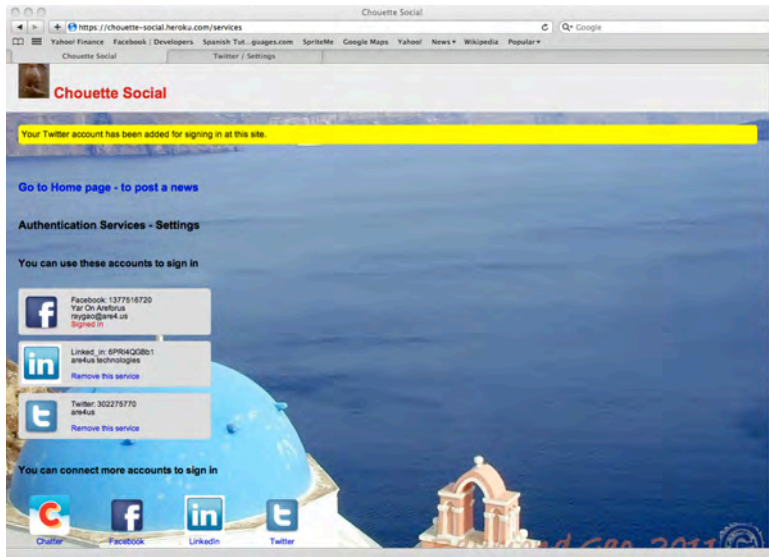 Chouette Social
https://chouette-social.heroku.com/services
Google
Yahoo! Finance Facebook | Developers Spanish Tut...guages.com SpriteMe Google Maps Yahoo! News Wikipedia Popular
Chouette Social Twitter / Settings
Chouette Social
Your Twitter account has been added for signing in at this site.
Go to Home page - to post a news
Authentication Services - Settings
You can use these accounts to sign in
Facebook: 1377516720
Yar On Areforus
raygao@are4.us
Signed in
Linked_in: 6PRI4QG8b1
are4us technologies
Remove this service
Twitter: 302275770
are4us
Remove this service
You can connect more accounts to sign in
Chatter Facebook LinkedIn Twitter
2011